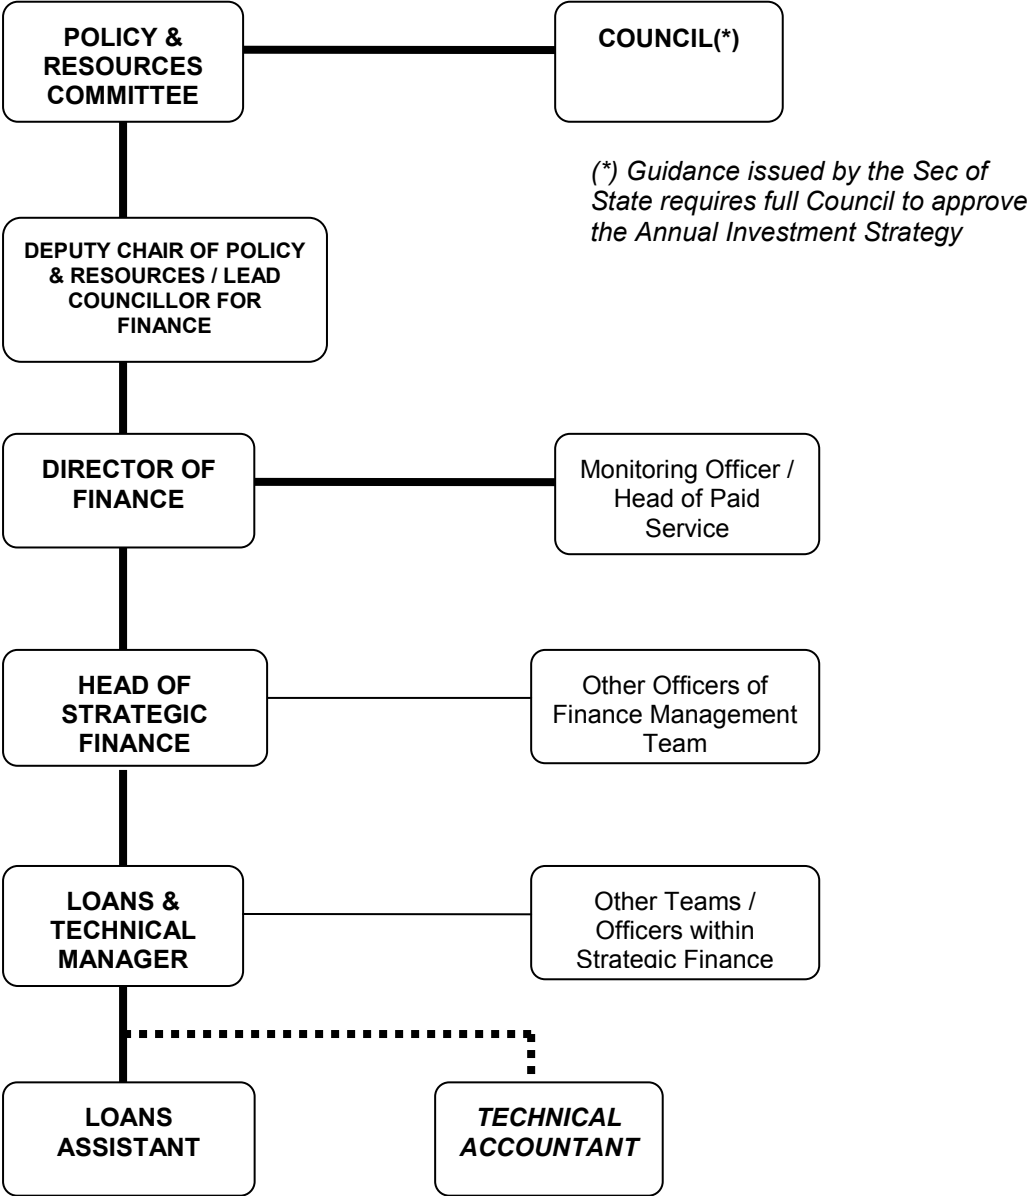 POLICY &
RESOURCES
COMMITTEE
COUNCIL(*)
(*) Guidance issued by the Sec of
State requires full Council to approve
the Annual Investment Strategy
DEPUTY CHAIR OF POLICY
& RESOURCES / LEAD
COUNCILLOR FOR
FINANCE
DIRECTOR OF
FINANCE
Monitoring Officer /
Head of Paid
Service
HEAD OF
STRATEGIC
FINANCE
Other Officers of
Finance Management
Team
LOANS &
TECHNICAL
MANAGER
Other Teams /
Officers within
Strategic Finance
LOANS
ASSISTANT
TECHNICAL
ACCOUNTANT